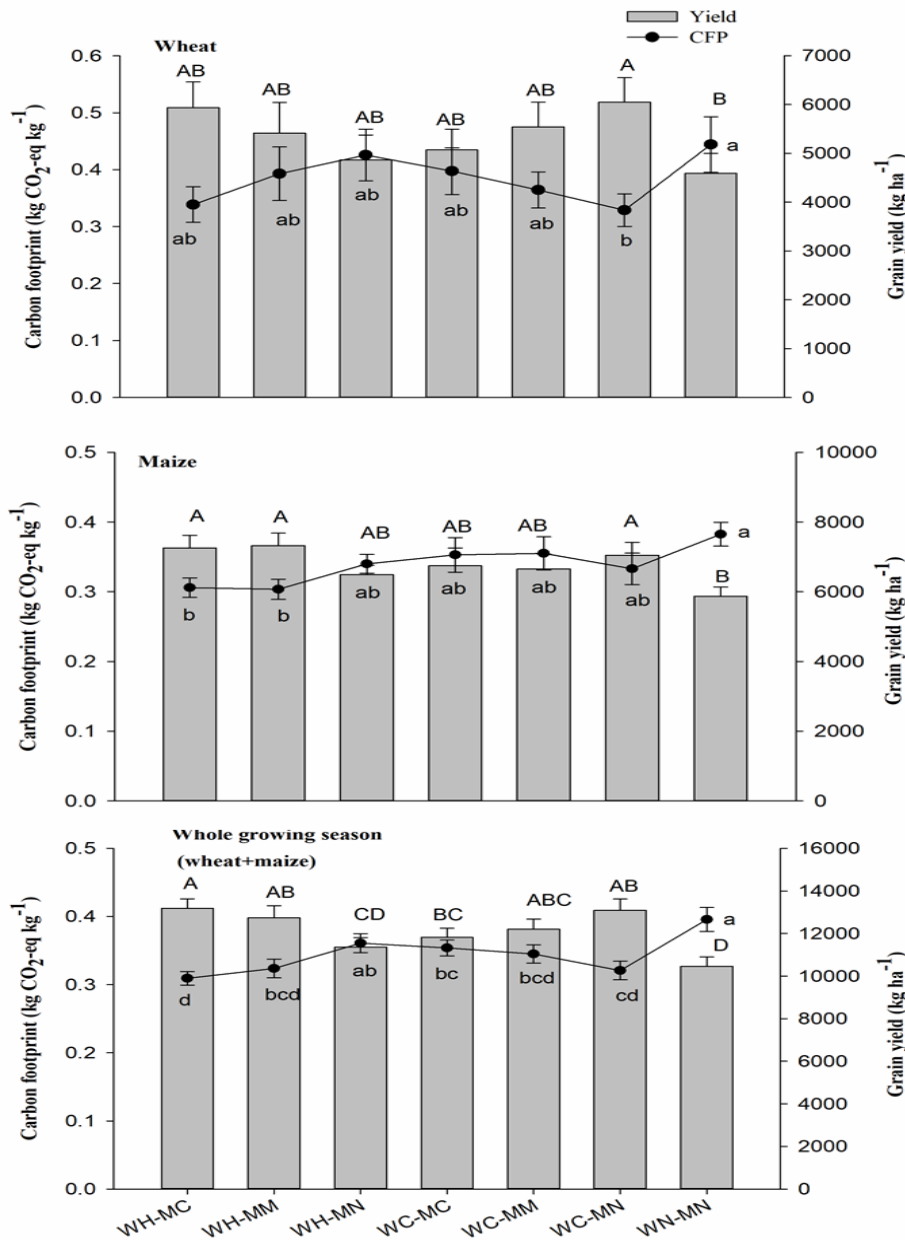 Yield
CFP
Wheat
0.6
0.5
0.4
0.3
0.2
0.1
0.0
Carbon footprint (kg CO₂-eq kg⁻¹)
AB
AB
AB
AB
AB
A
B
ab
ab
ab
ab
ab
b
a
7000
6000
5000
4000
3000
2000
1000
0
Grain yield (kg ha⁻¹)
Maize
0.5
0.4
0.3
0.2
0.1
0.0
Carbon footprint (kg CO₂-eq kg⁻¹)
A
A
AB
AB
AB
A
B
b
b
ab
ab
ab
ab
a
10000
8000
6000
4000
2000
0
Grain yield (kg ha⁻¹)
Whole growing season
(wheat+maize)
0.5
0.4
0.3
0.2
0.1
0.0
Carbon footprint (kg CO₂-eq kg⁻¹)
A
AB
CD
BC
ABC
AB
D
d
bcd
ab
bc
bcd
cd
a
16000
14000
12000
10000
8000
6000
4000
2000
0
Grain yield (kg ha⁻¹)
WH-MC
WH-MM
WH-MN
WC-MC
WC-MM
WC-MN
WN-MN